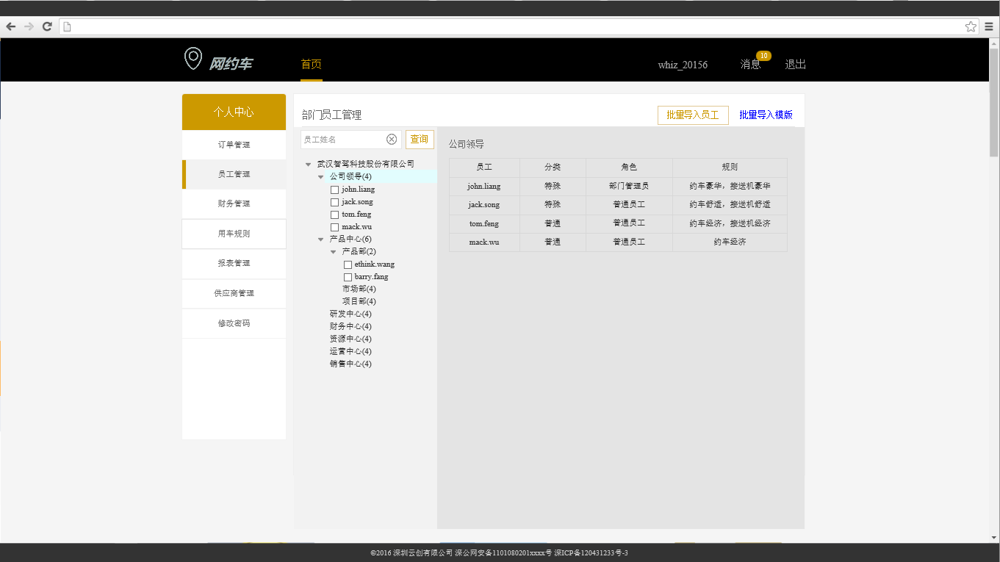 网约车
首页
whiz_20156
消息
10
退出
个人中心
订单管理
员工管理
财务管理
用车规则
报表管理
供应商管理
修改密码
部门员工管理
批量导入员工
批量导入模版
员工姓名
查询
武汉智驾科技股份有限公司
公司领导(4)
john.liang
jack.song
tom.feng
mack.wu
产品中心(6)
产品部(2)
ethink.wang
barry.fang
市场部(4)
项目部(4)
研发中心(4)
财务中心(4)
资源中心(4)
运营中心(4)
销售中心(4)
公司领导
员工 分类 角色 规则
john.liang 特殊 部门管理员 约车豪华，接送机豪华
jack.song 特殊 普通员工 约车舒适，接送机舒适
tom.feng 普通 普通员工 约车经济，接送机经济
mack.wu 普通 普通员工 约车经济
©2016 深圳云创有限公司 深公网安备1101080201xxxx号 深ICP备120431233号-3